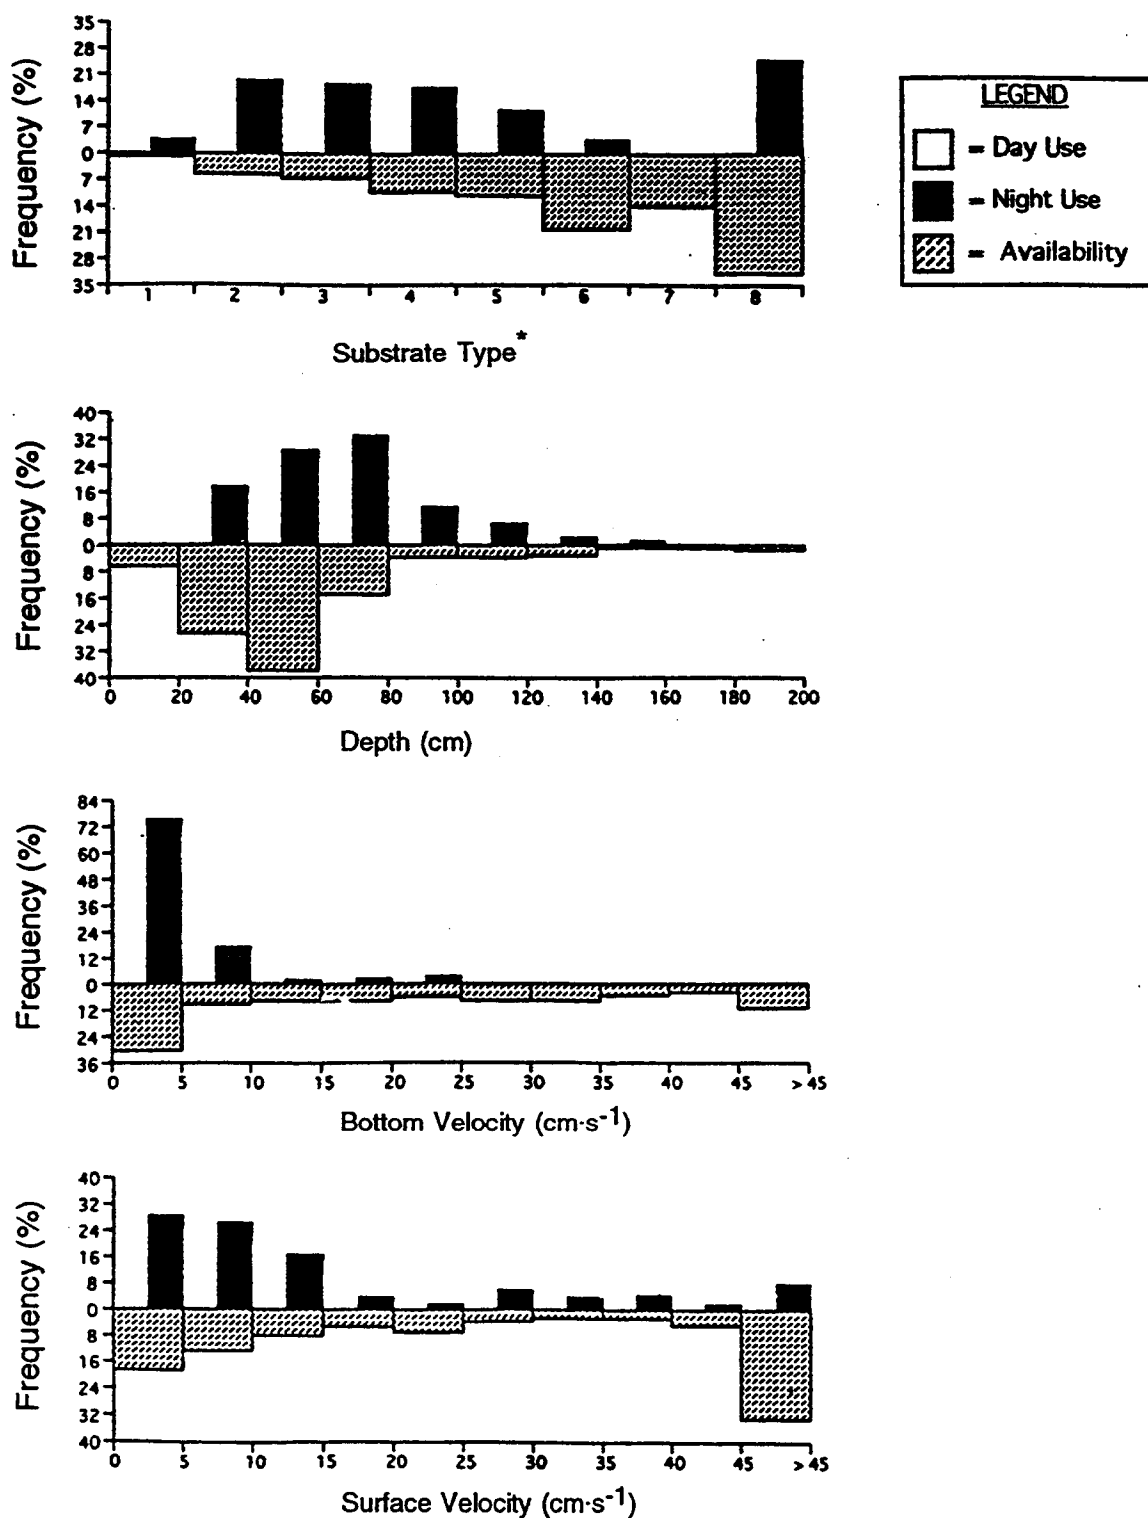 35
28
21
14
7
0
7
14
21
28
35
Frequency (%)
1 2 3 4 5 6 7 8
Substrate Type*
LEGEND
= Day Use
= Night Use
= Availability
40
32
24
16
8
0
8
16
24
32
40
Frequency (%)
0 20 40 60 80 100 120 140 160 180 200
Depth (cm)
84
72
60
48
36
24
12
0
12
24
36
Frequency (%)
0 5 10 15 20 25 30 35 40 45 >45
Bottom Velocity (cm·s-1)
40
32
24
16
8
0
8
16
24
32
40
Frequency (%)
0 5 10 15 20 25 30 35 40 45 >45
Surface Velocity (cm·s-1)